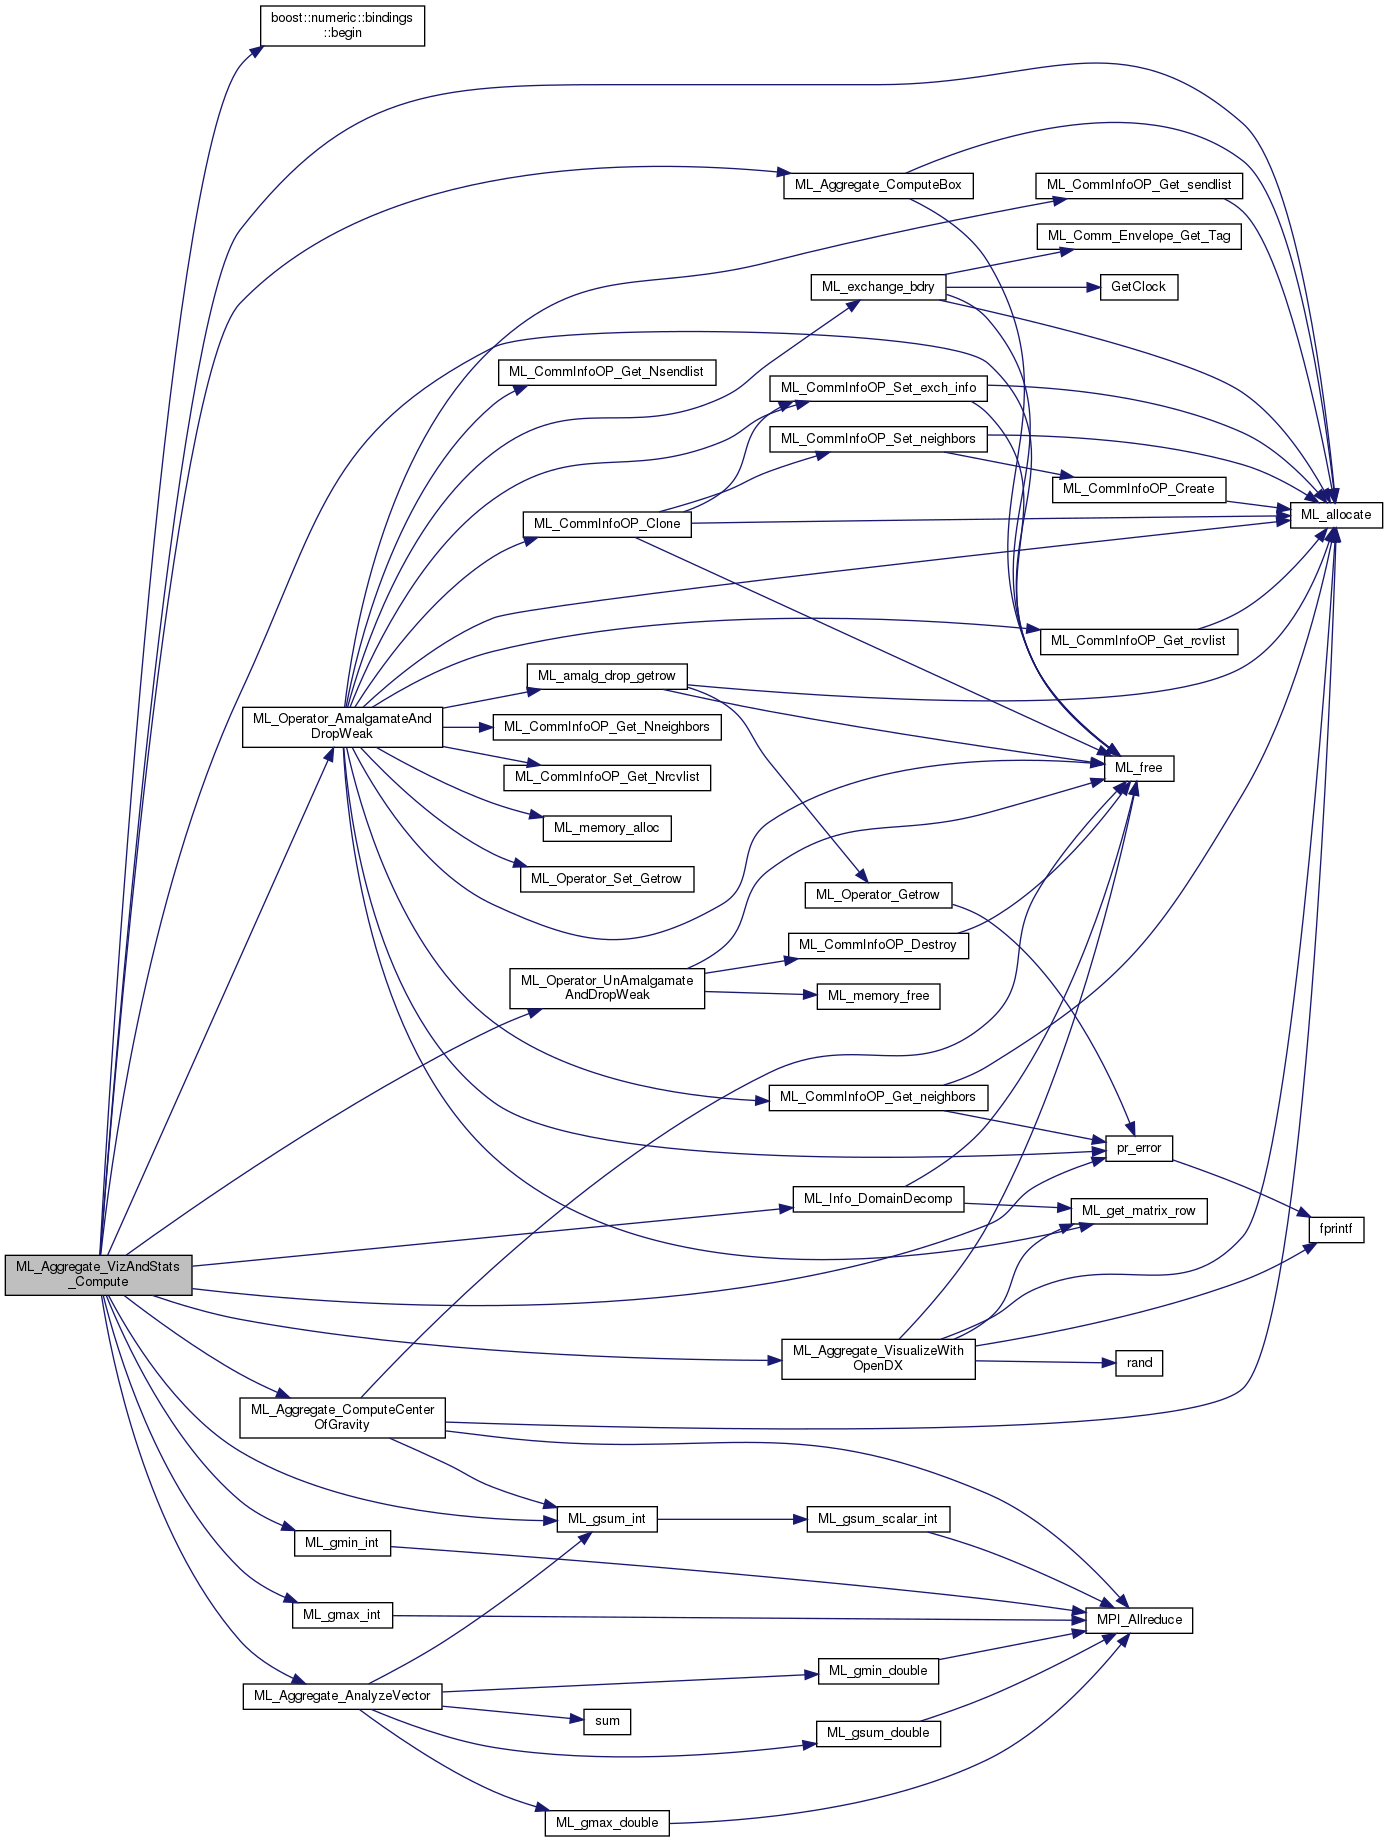 boost::numeric::bindings
::begin
ML_Aggregate_ComputeBox
ML_CommInfoOP_Get_sendlist
ML_Comm_Envelope_Get_Tag
ML_exchange_bdry
GetClock
ML_CommInfoOP_Get_Nsendlist
ML_CommInfoOP_Set_exch_info
ML_CommInfoOP_Set_neighbors
ML_CommInfoOP_Create
ML_allocate
ML_CommInfoOP_Clone
ML_CommInfoOP_Get_rcvlist
ML_amalg_drop_getrow
ML_Operator_AmalgamateAnd
DropWeak
ML_CommInfoOP_Get_Nneighbors
ML_free
ML_CommInfoOP_Get_Nrcvlist
ML_memory_alloc
ML_Operator_Set_Getrow
ML_Operator_Getrow
ML_CommInfoOP_Destroy
ML_Operator_UnAmalgamate
AndDropWeak
ML_memory_free
ML_CommInfoOP_Get_neighbors
pr_error
ML_Info_DomainDecomp
ML_get_matrix_row
fprintf
ML_Aggregate_VizAndStats
_Compute
ML_Aggregate_VisualizeWith
OpenDX
rand
ML_Aggregate_ComputeCenter
OfGravity
ML_gsum_int
ML_gsum_scalar_int
ML_gmin_int
ML_gmax_int
MPI_Allreduce
ML_gmin_double
ML_Aggregate_AnalyzeVector
sum
ML_gsum_double
ML_gmax_double